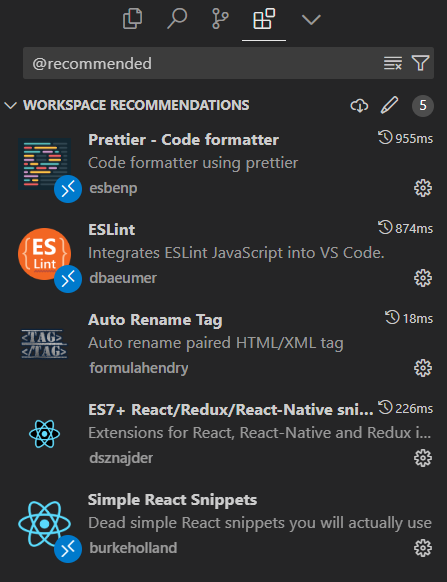 @recommended
WORKSPACE RECOMMENDATIONS
5
Prettier - Code formatter
955ms
Code formatter using prettier
esbenp
ES
Lint
ESLint
874ms
Integrates ESLint JavaScript into VS Code.
dbaeumer
<TAG>
</TAG>
Auto Rename Tag
18ms
Auto rename paired HTML/XML tag
formulahendry
ES7+ React/Redux/React-Native sni...
226ms
Extensions for React, React-Native and Redux i...
dsznajder
Simple React Snippets
Dead simple React snippets you will actually use
burkeholland